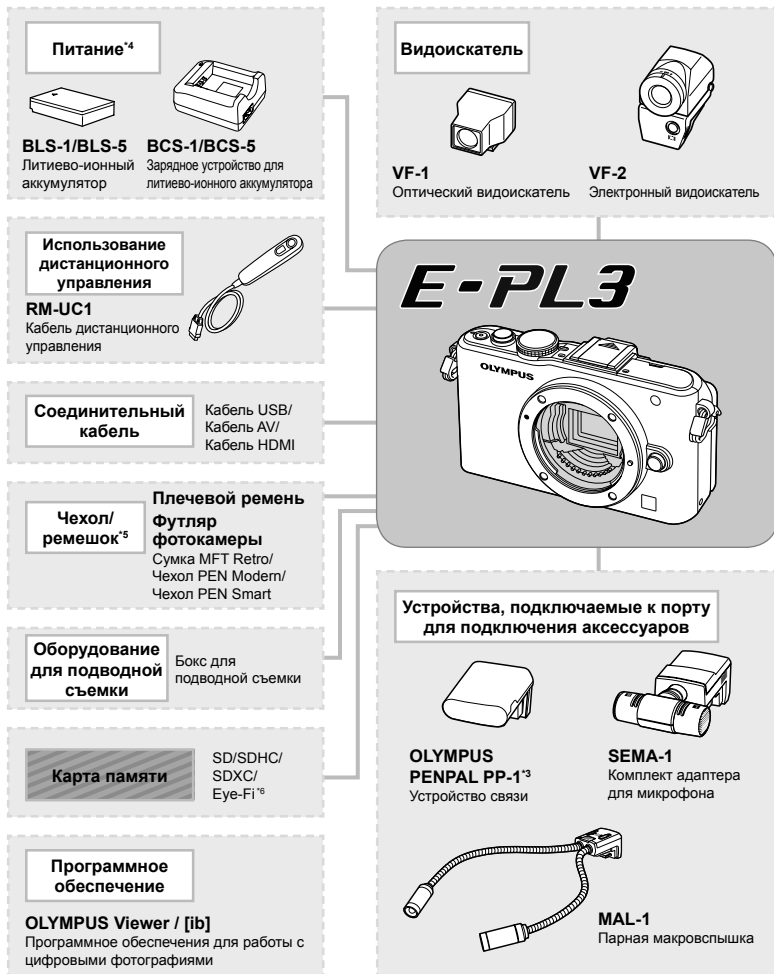 Питание*4
BLS-1/BLS-5
Литиево-ионный
аккумулятор
BCS-1/BCS-5
Зарядное устройство для
литиево-ионного аккумулятора
Видоискатель
VF-1
Оптический видоискатель
VF-2
Электронный видоискатель
Использование
дистанционного
управления
RM-UC1
Кабель дистанционного
управления
E-PL3
OLYMPUS
Соединительный
кабель
Кабель USB/
Кабель AV/
Кабель HDMI
Чехол/
ремешок*5
Плечевой ремень
Футляр
фотокамеры
Сумка MFT Retro/
Чехол PEN Modern/
Чехол PEN Smart
Оборудование
для подводной
съемки
Бокс для
подводной съемки
Карта памяти
SD/SDHC/
SDXC/
Eye-Fi*6
Программное
обеспечение
OLYMPUS Viewer / [ib]
Программное обеспечения для работы с
цифровыми фотографиями
Устройства, подключаемые к порту
для подключения аксессуаров
OLYMPUS
PENPAL PP-1*3
Устройство связи
SEMA-1
Комплект адаптера
для микрофона
MAL-1
Парная макровспышка